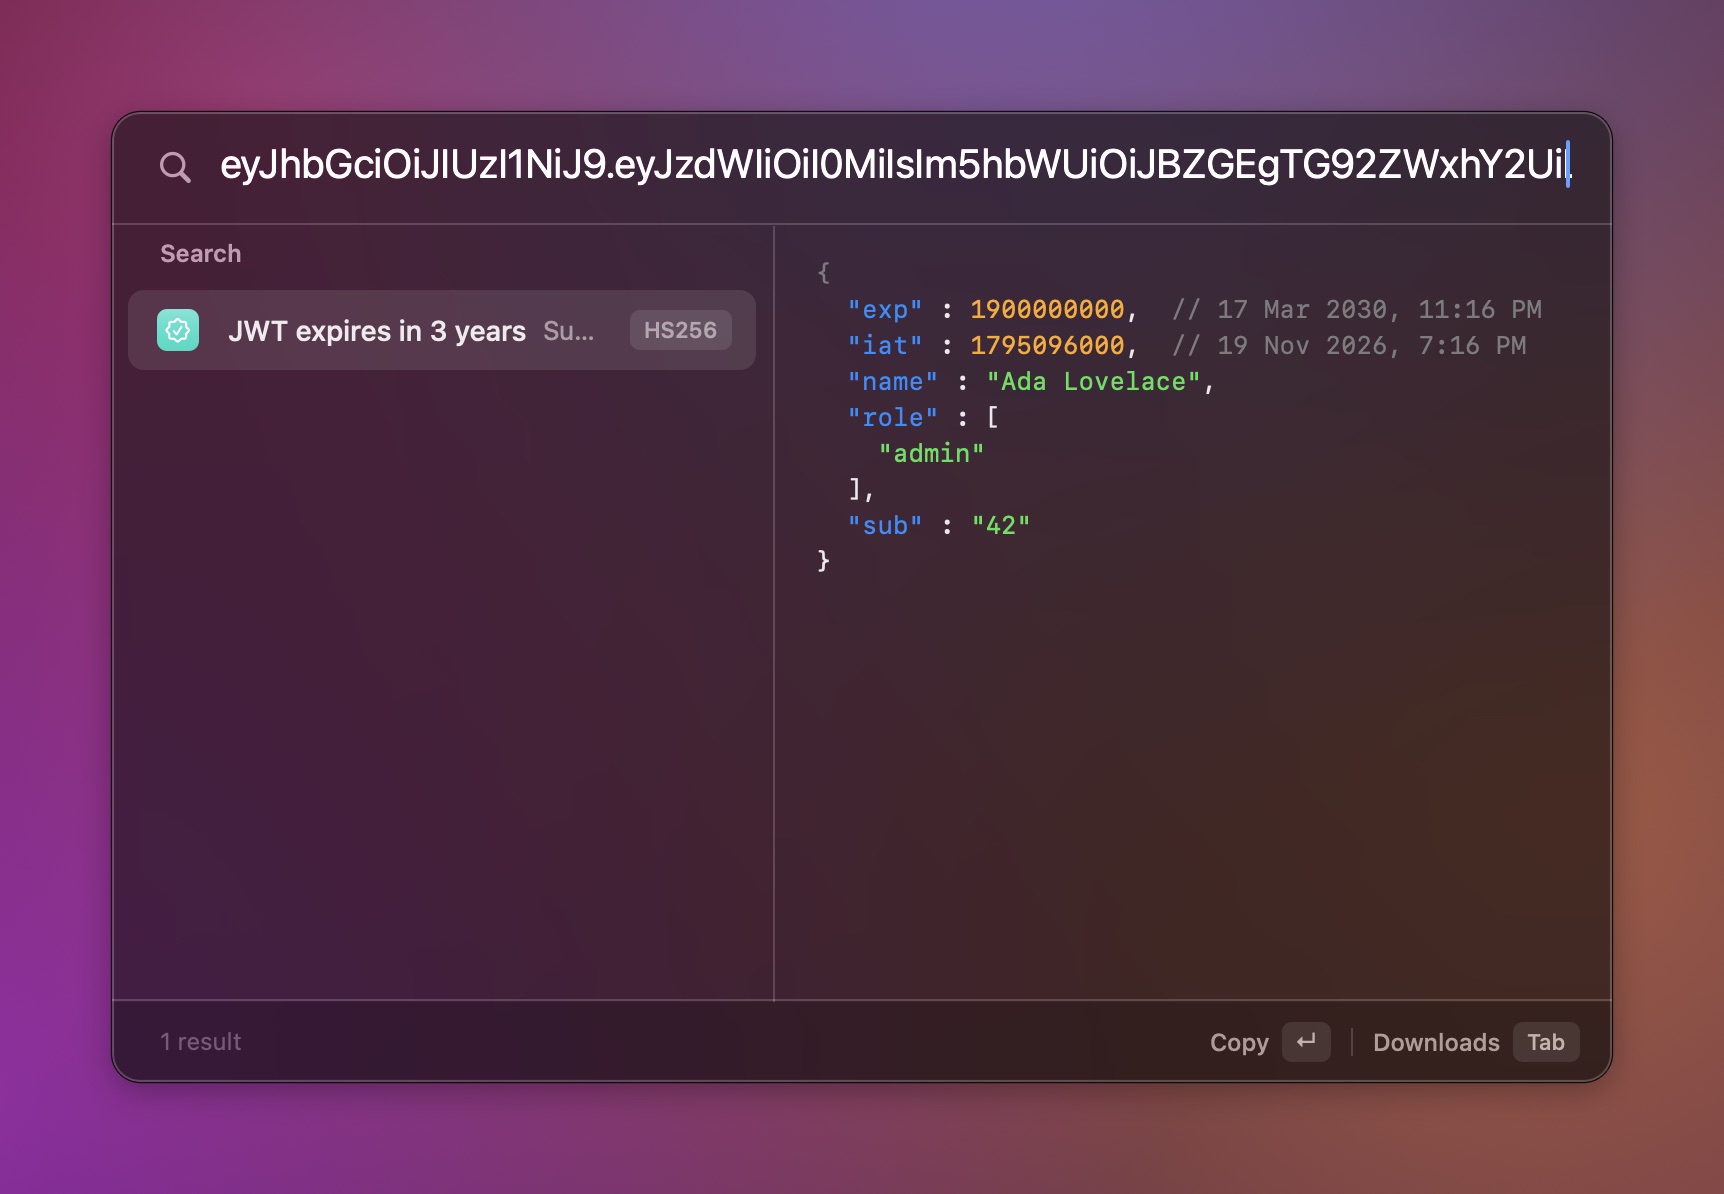 eyJhbGciOiJIUzI1NiJ9.eyJzdWIiOiI0MiIsIm5hbWUiOiJBZGEgTG92ZWxhY2Ui
Search
JWT expires in 3 years Su... HS256
{
"exp" : 1900000000, // 17 Mar 2030, 11:16 PM
"iat" : 1795096000, // 19 Nov 2026, 7:16 PM
"name" : "Ada Lovelace",
"role" : [
"admin"
],
"sub" : "42"
}
1 result
Copy ↵ Downloads Tab